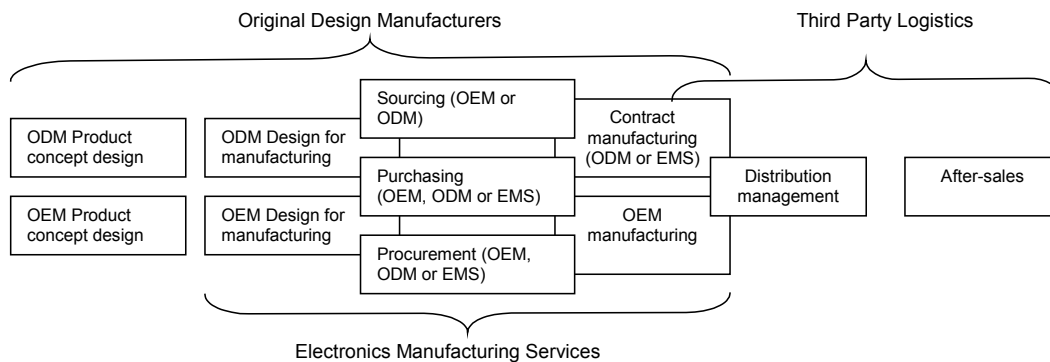 Original Design Manufacturers
Third Party Logistics
Sourcing (OEM or
ODM)
Contract
manufacturing
(ODM or EMS)
ODM Product
concept design
ODM Design for
manufacturing
Purchasing
(OEM, ODM or EMS)
Distribution
management
After-sales
OEM Product
concept design
OEM Design for
manufacturing
OEM
manufacturing
Procurement (OEM,
ODM or EMS)
Electronics Manufacturing Services